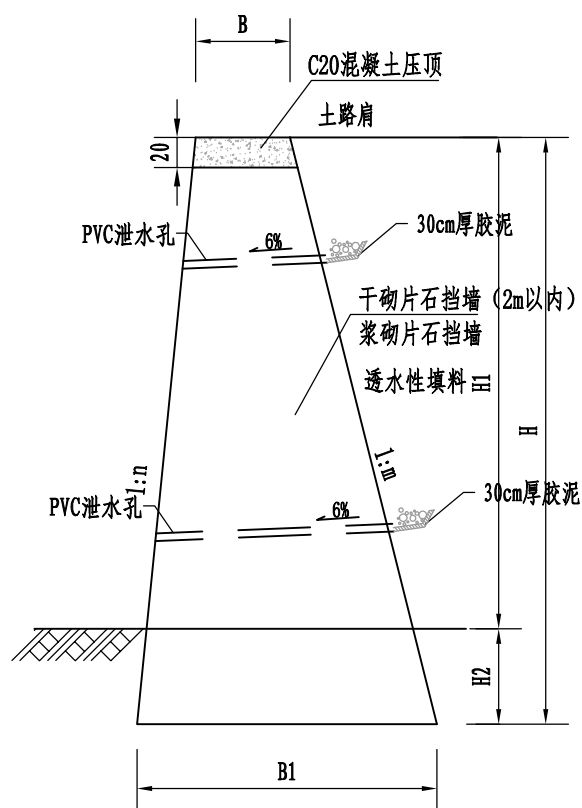 B
C20混凝土压顶
土路肩
20
PVC泄水孔
6%
30cm厚胶泥
干砌片石挡墙（2m以内）
浆砌片石挡墙
透水性填料
H1
H
1:n
1:m
PVC泄水孔
6%
30cm厚胶泥
H2
B1